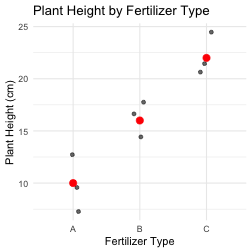 Plant Height by Fertilizer Type
Plant Height (cm)
25
20
15
10
A B C
Fertilizer Type